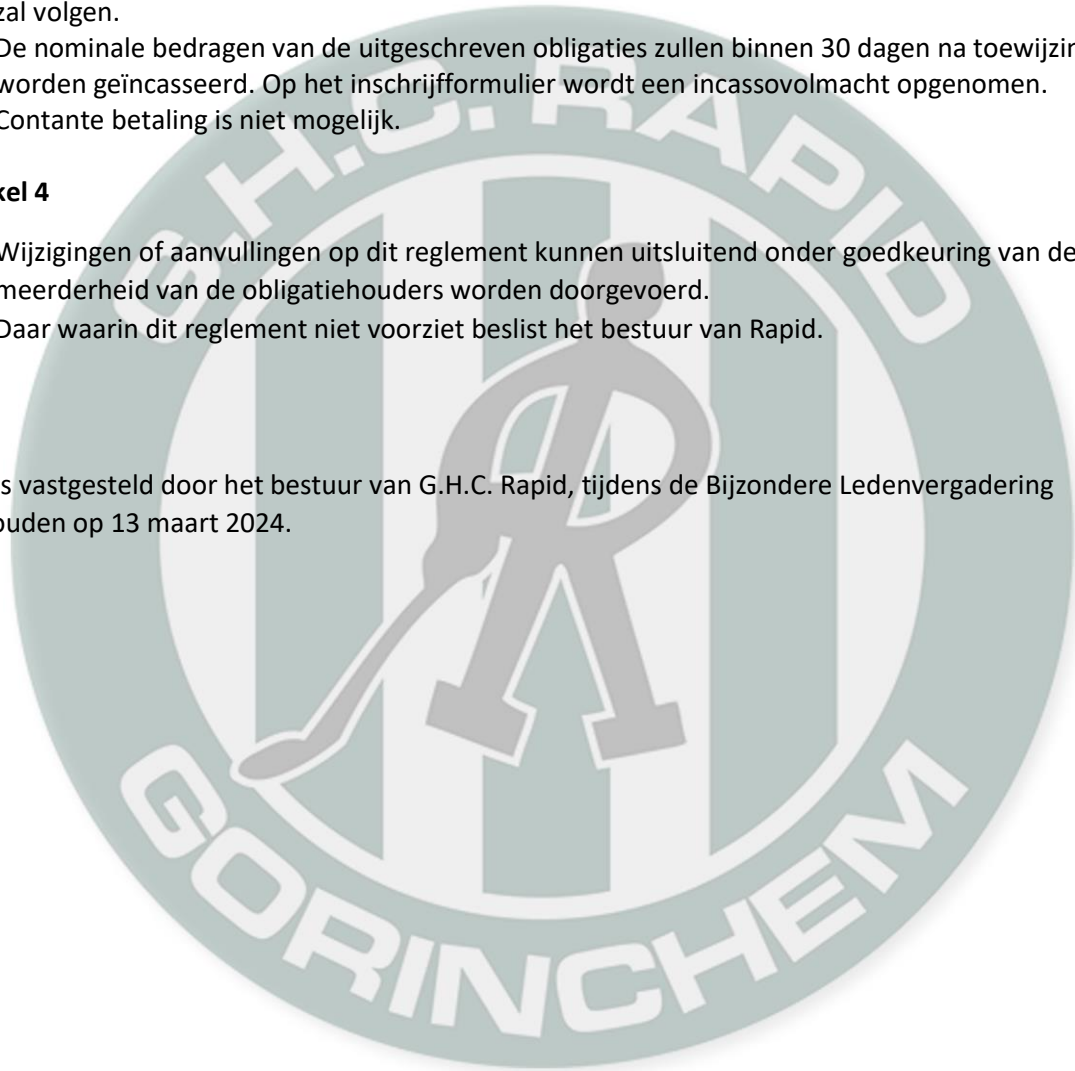 zal volgen.
De nominale bedragen van de uitgeschreven obligaties zullen binnen 30 dagen na toewijzin
worden geïncasseerd. Op het inschrijfformulier wordt een incassovolmacht opgenomen.
Contante betaling is niet mogelijk.
kel 4
Wijzigingen of aanvullingen op dit reglement kunnen uitsluitend onder goedkeuring van de
meerderheid van de obligatiehouders worden doorgevoerd.
Daar waarin dit reglement niet voorziet beslist het bestuur van Rapid.
s vastgesteld door het bestuur van G.H.C. Rapid, tijdens de Bijzondere Ledenvergadering
ouden op 13 maart 2024.
G.H.C. RAPID
GORINCHEM